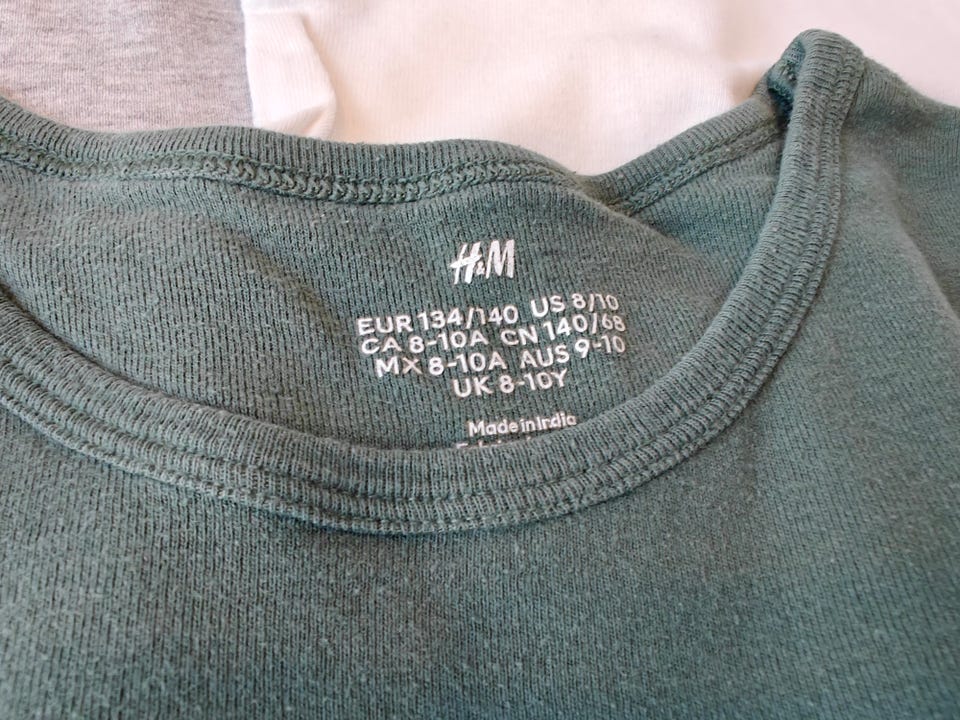 H&M
EUR 134/140 US 8/10
CA 8-10A CN 140/68
MX 8-10A AUS 9-10
UK 8-10Y
Made in India